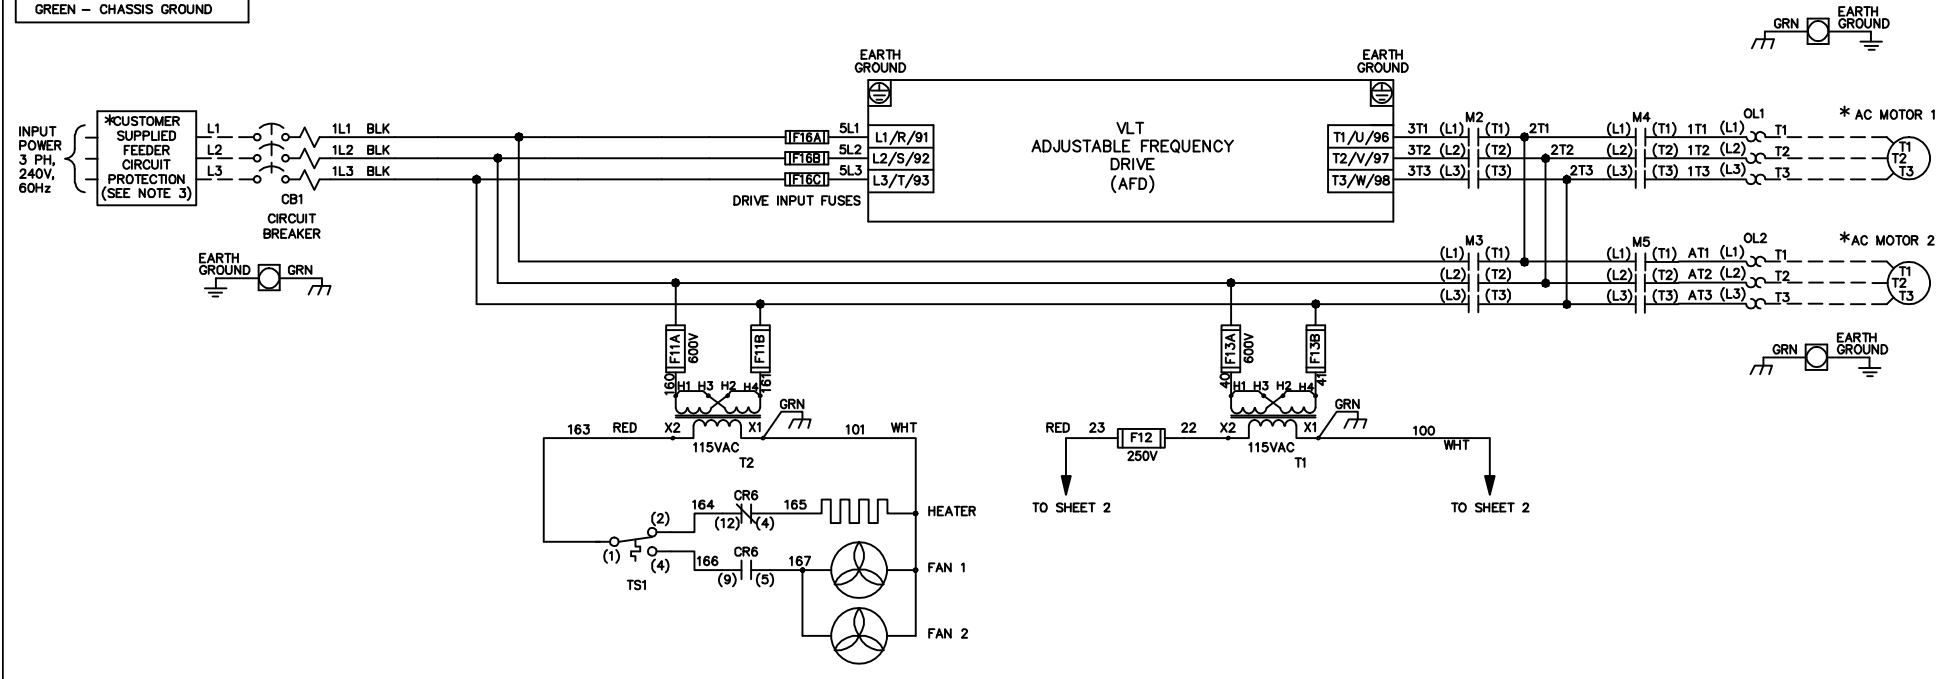 GREEN – CHASSIS GROUND
GRN
EARTH
GROUND
EARTH
GROUND
EARTH
GROUND
INPUT
POWER
3 PH,
240V,
60Hz
*CUSTOMER
SUPPLIED
FEEDER
CIRCUIT
PROTECTION
(SEE NOTE 3)
L1
L2
L3
CB1
CIRCUIT
BREAKER
1L1 BLK
1L2 BLK
1L3 BLK
F16A
F16B
F16C
DRIVE INPUT FUSES
5L1
5L2
5L3
L1/R/91
L2/S/92
L3/T/93
VLT
ADJUSTABLE FREQUENCY
DRIVE
(AFD)
T1/U/96
T2/V/97
T3/W/98
M2
3T1 (L1) (T1) 2T1
3T2 (L2) (T2) 2T2
3T3 (L3) (T3) 2T3
M4
(L1) (T1) 1T1 (L1)
(L2) (T2) 1T2 (L2)
(L3) (T3) 1T3 (L3)
OL1
T1
T2
T3
* AC MOTOR 1
T1
T2
T3
M3
(L1) (T1)
(L2) (T2)
(L3) (T3)
M5
(L1) (T1) AT1 (L1)
(L2) (T2) AT2 (L2)
(L3) (T3) AT3 (L3)
OL2
T1
T2
T3
*AC MOTOR 2
T1
T2
T3
EARTH
GROUND
GRN
GRN
EARTH
GROUND
F11A
600V
F11B
160
161
H1 H3 H2 H4
GRN
163 RED X2 X1 101 WHT
115VAC
T2
F13A
600V
F13B
40
41
H1 H3 H2 H4
GRN
RED 23 F12 22 X2 X1 100
WHT
250V
115VAC
T1
TO SHEET 2
TO SHEET 2
164 CR6 165
(12) (4)
HEATER
(2)
(1)
(4)
TS1
166 CR6 167
(9) (5)
FAN 1
FAN 2